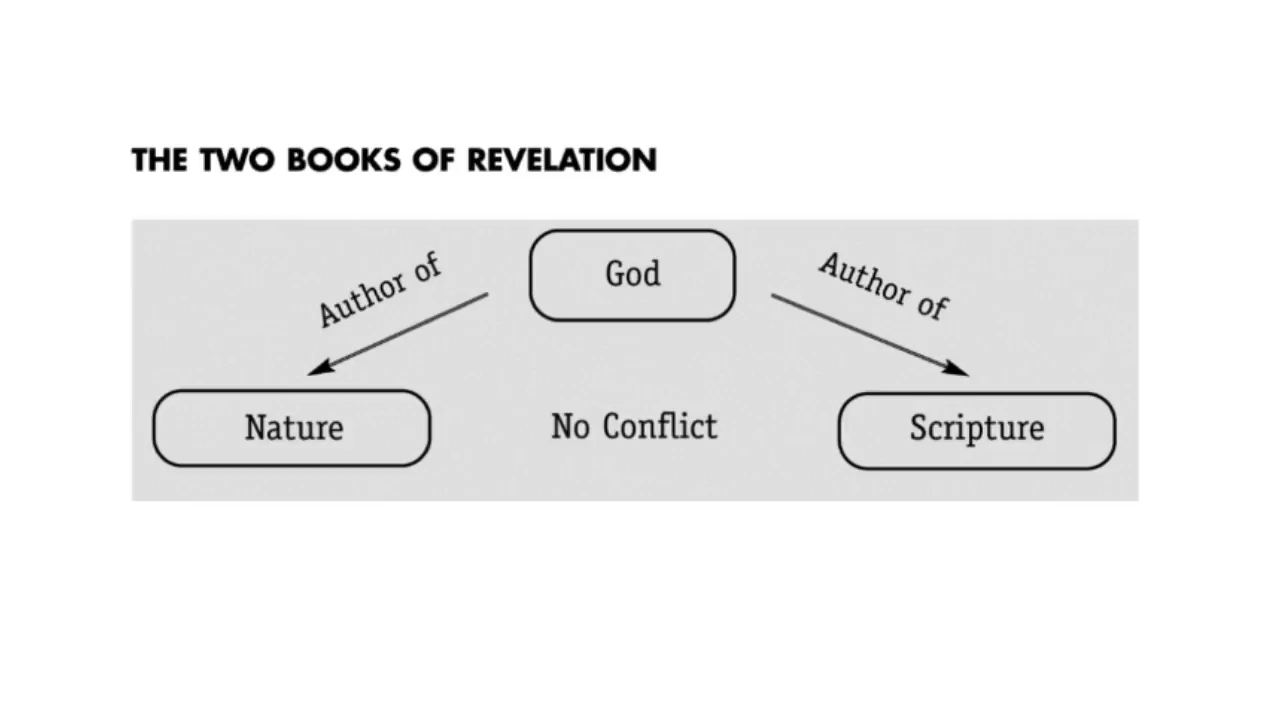 THE TWO BOOKS OF REVELATION
God
Author of
Author of
Nature
No Conflict
Scripture